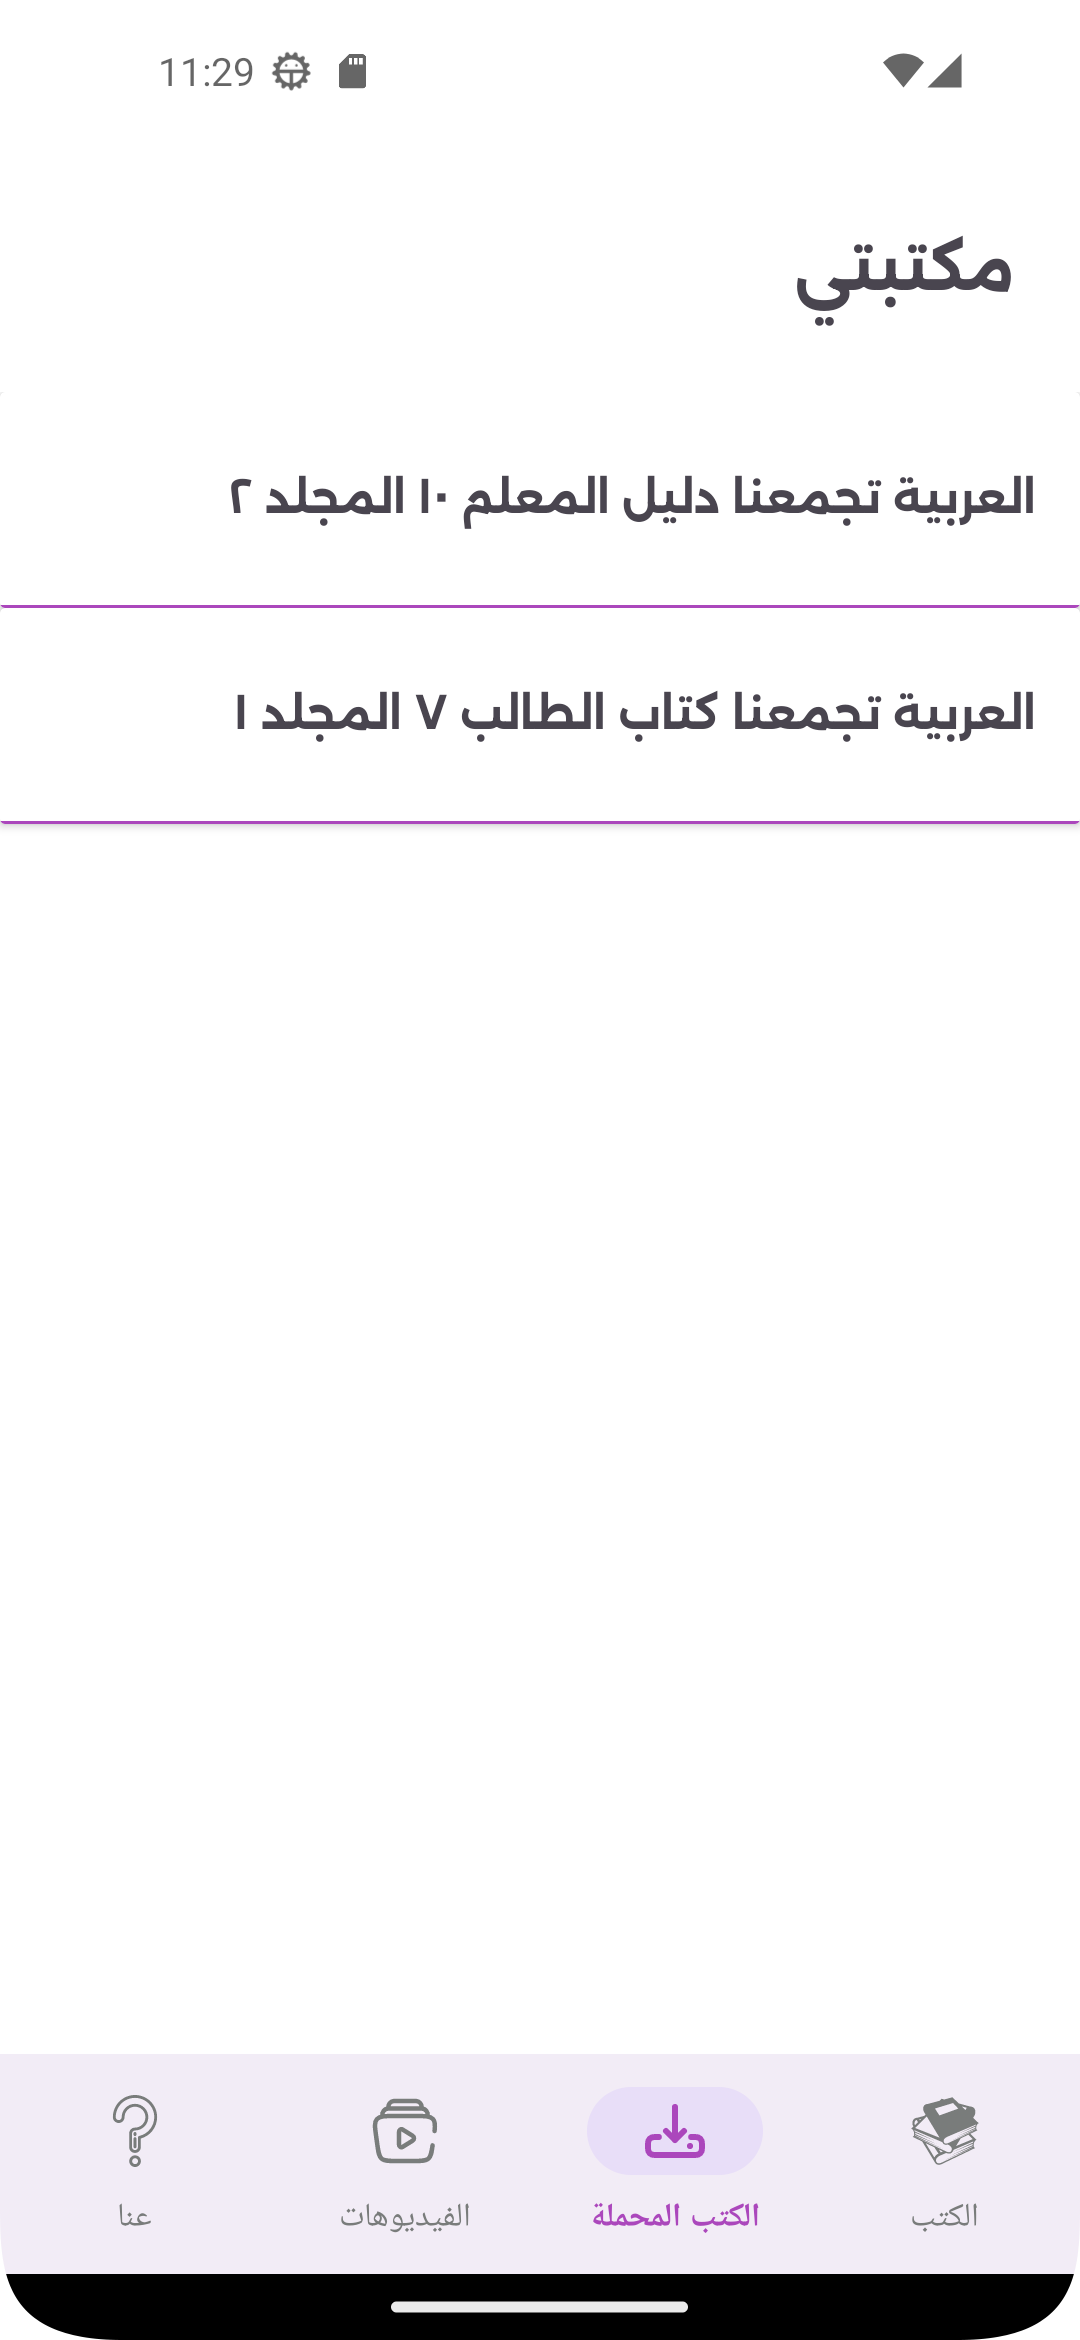 11:29
مكتبتي
العربية تجمعنا دليل المعلم ١٠ المجلد ٢
العربية تجمعنا كتاب الطالب ٧ المجلد ١
الكتب
الكتب المحملة
الفيديوهات
عنا